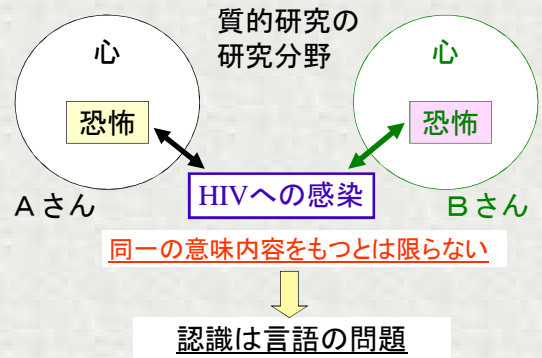 質的研究の
研究分野
心
恐怖
Aさん
心
恐怖
Bさん
HIVへの感染
同一の意味内容をもつとは限らない
認識は言語の問題